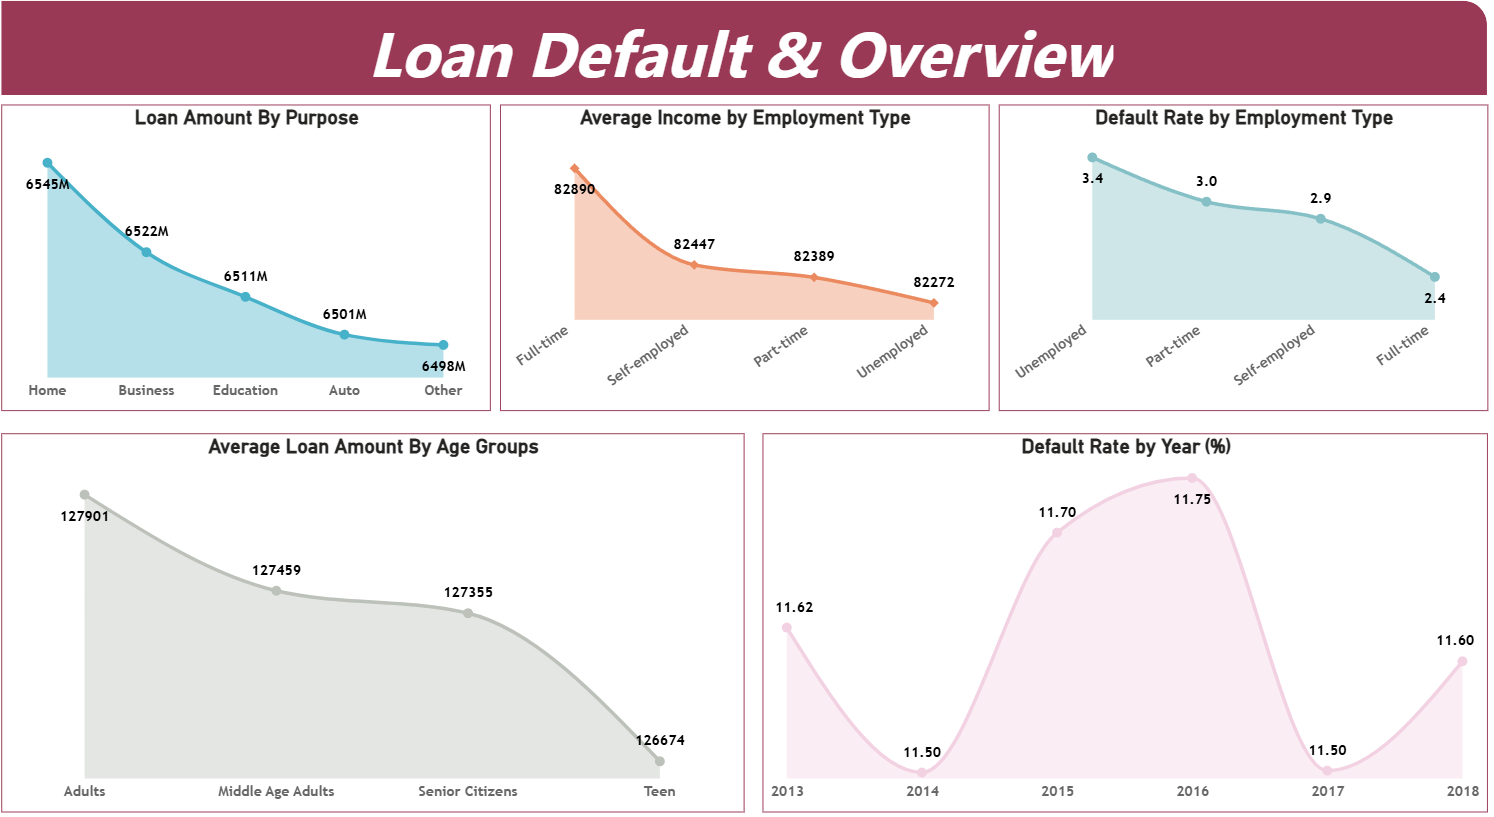 Loan Default & Overview
Loan Amount By Purpose
6545M
6522M
6511M
6501M
6498M
Home Business Education Auto Other
Average Income by Employment Type
82890
82447
82389
82272
Full-time Self-employed Part-time Unemployed
Default Rate by Employment Type
3.4
3.0
2.9
2.4
Unemployed Part-time Self-employed Full-time
Average Loan Amount By Age Groups
127901
127459
127355
126674
Adults Middle Age Adults Senior Citizens Teen
Default Rate by Year (%)
11.62
11.50
11.70
11.75
11.50
11.60
2013 2014 2015 2016 2017 2018